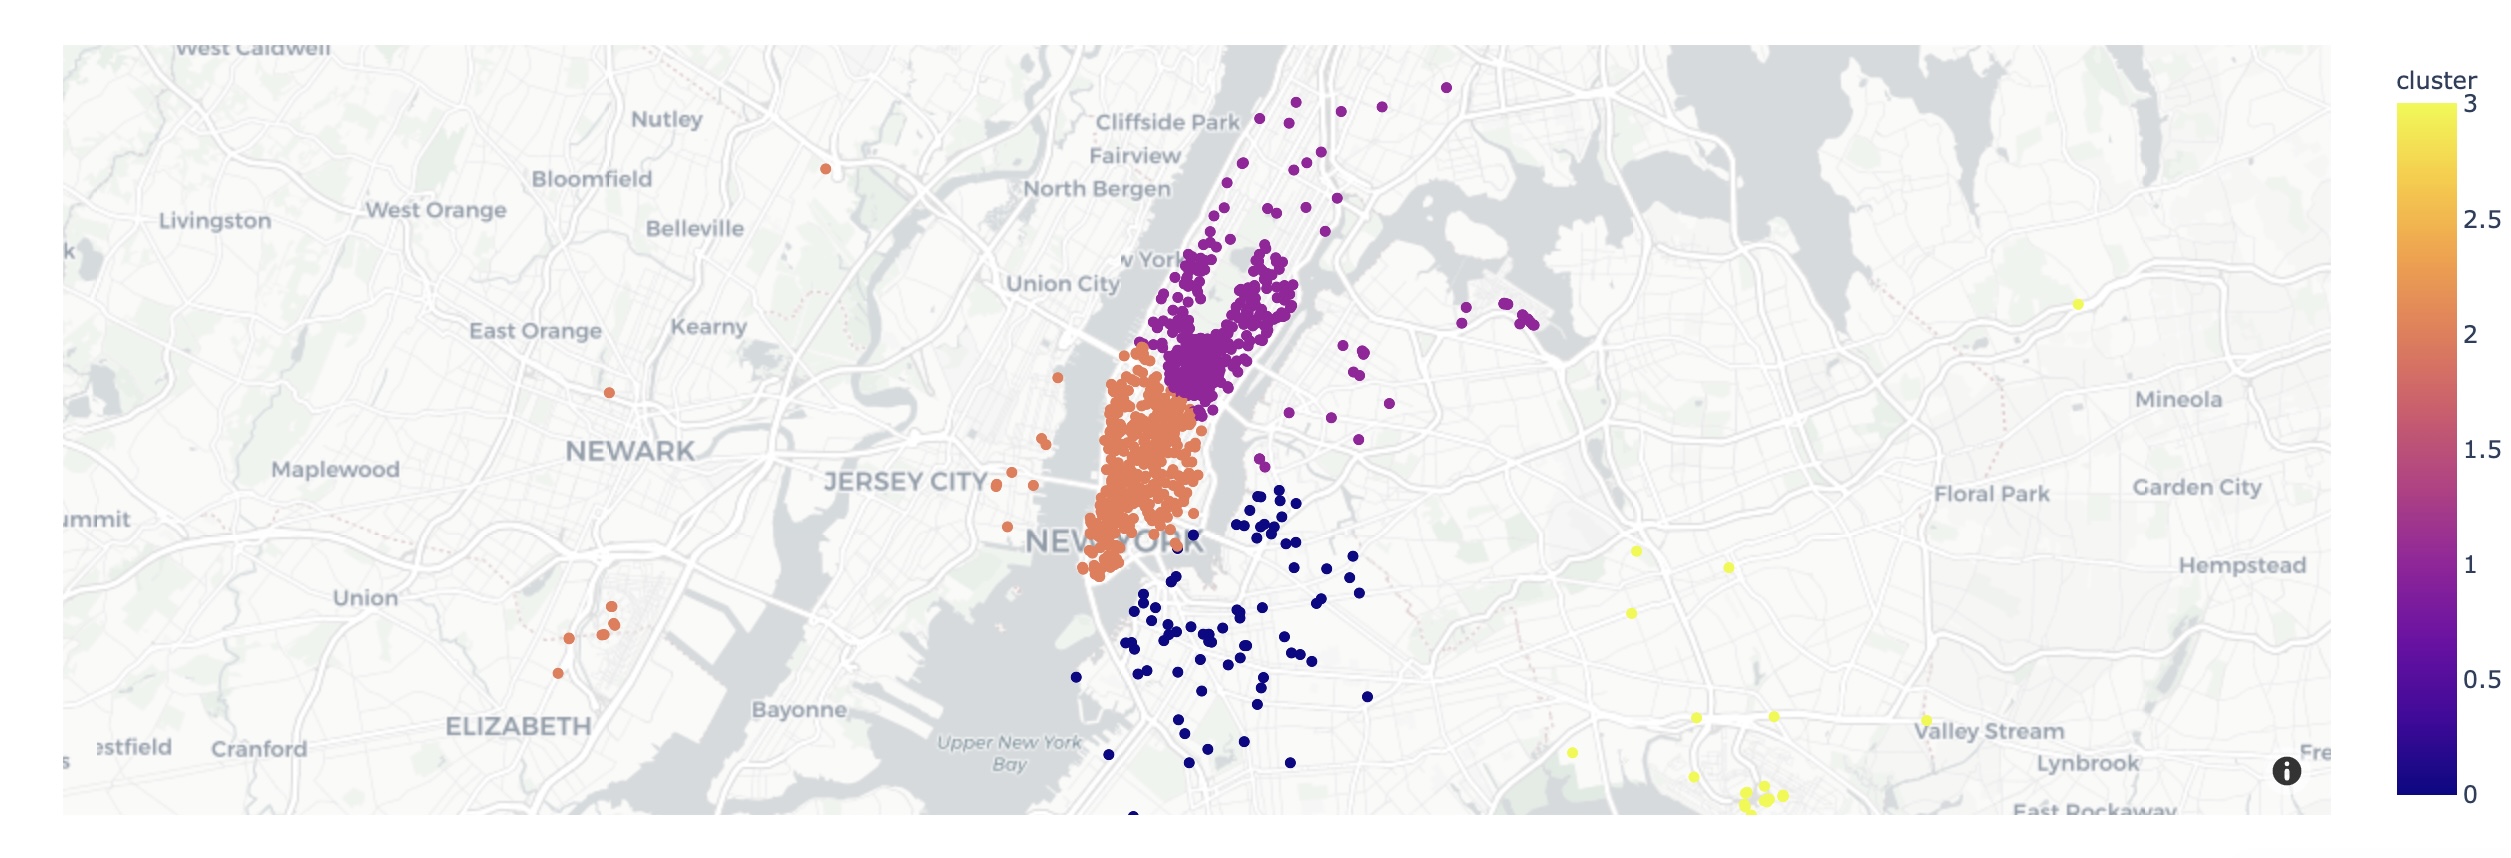 West Caldwell
cluster
3
Nutley
Cliffside Park
Fairview
Bloomfield
North Bergen
West Orange
Livingston
2.5
Belleville
k
w York
Union City
East Orange
Kearny
2
Mineola
NEWARK
1.5
Maplewood
JERSEY CITY
Floral Park
Garden City
ummit
NEW YORK
Hempstead
1
Union
0.5
Bayonne
ELIZABETH
Valley Stream
estfield
Cranford
Upper New York
Bay
Fre
Lynbrook
s
i
0
East Rockaway